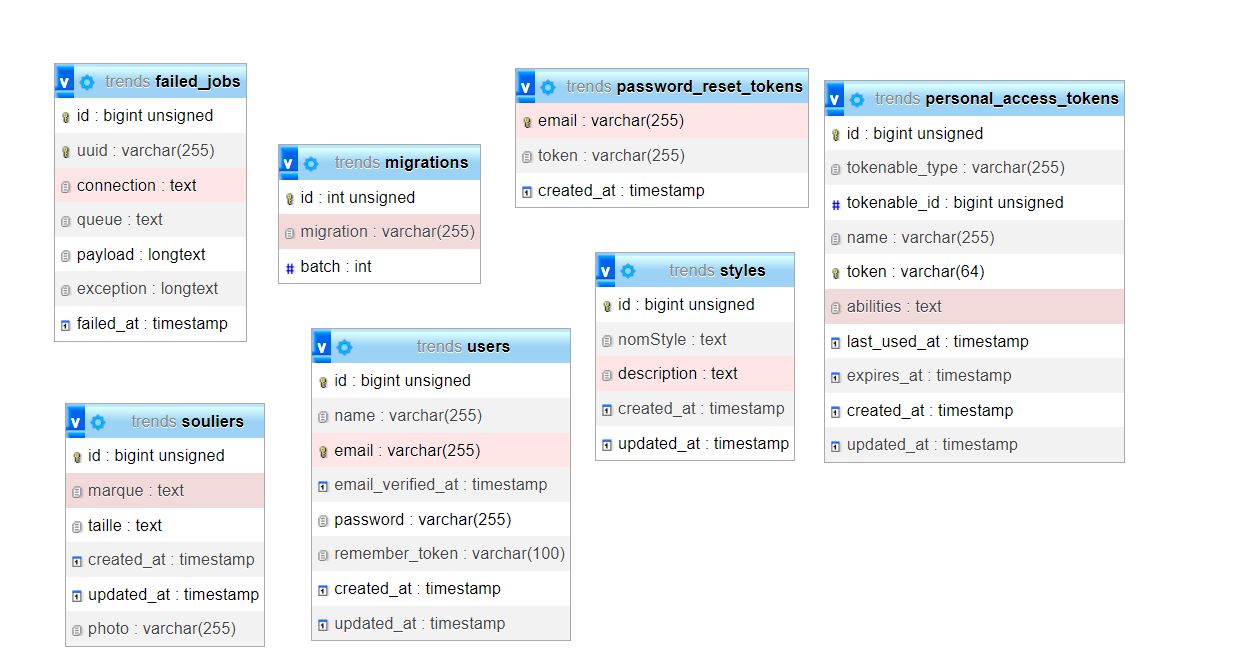 trends failed_jobs
id : bigint unsigned
uuid : varchar(255)
connection : text
queue : text
payload : longtext
exception : longtext
failed_at : timestamp
trends migrations
id : int unsigned
migration : varchar(255)
batch : int
trends password_reset_tokens
email : varchar(255)
token : varchar(255)
created_at : timestamp
trends personal_access_tokens
id : bigint unsigned
tokenable_type : varchar(255)
tokenable_id : bigint unsigned
name : varchar(255)
token : varchar(64)
abilities : text
last_used_at : timestamp
expires_at : timestamp
created_at : timestamp
updated_at : timestamp
trends styles
id : bigint unsigned
nomStyle : text
description : text
created_at : timestamp
updated_at : timestamp
trends users
id : bigint unsigned
name : varchar(255)
email : varchar(255)
email_verified_at : timestamp
password : varchar(255)
remember_token : varchar(100)
created_at : timestamp
updated_at : timestamp
trends souliers
id : bigint unsigned
marque : text
taille : text
created_at : timestamp
updated_at : timestamp
photo : varchar(255)